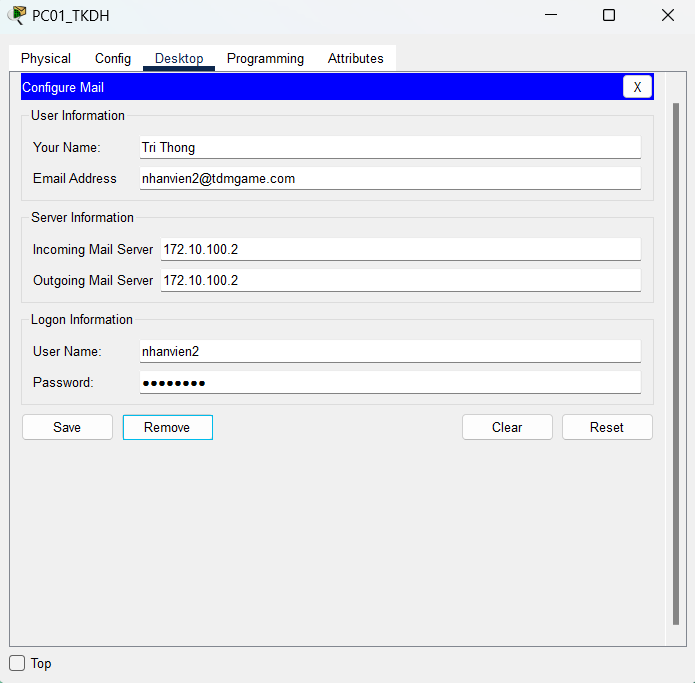 PC01_TKDH
Physical Config Desktop Programming Attributes
Configure Mail X
User Information
Your Name: Tri Thong
Email Address nhanvien2@tdmgame.com
Server Information
Incoming Mail Server 172.10.100.2
Outgoing Mail Server 172.10.100.2
Logon Information
User Name: nhanvien2
Password: ●●●●●●●●
Save Remove Clear Reset
Top